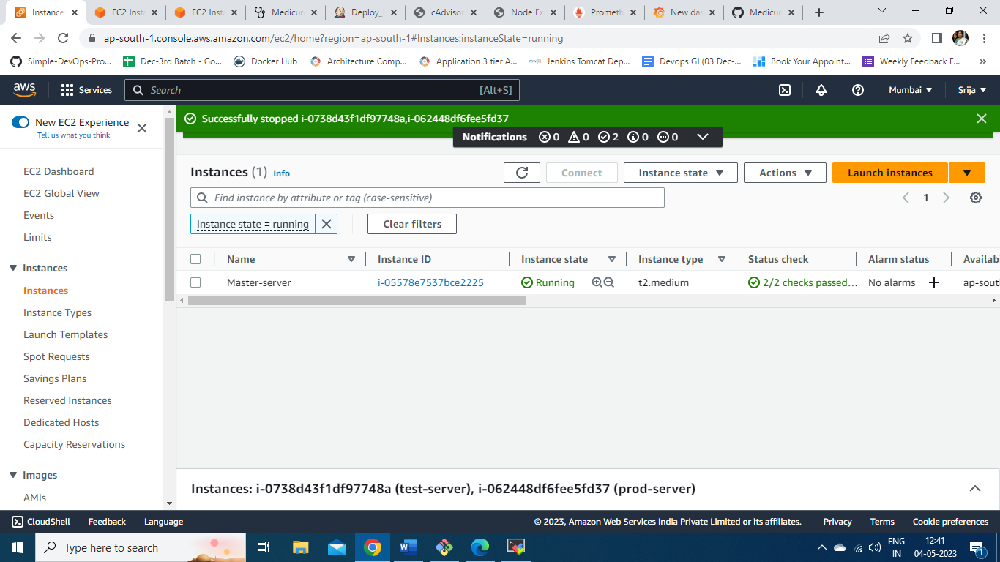 Instance
EC2 Inst
EC2 Inst
Medicur
Deploy_
cAdvisor
Node Ex
Prometh
New das
Medicur
ap-south-1.console.aws.amazon.com/ec2/home?region=ap-south-1#Instances:instanceState=running
Simple-DevOps-Pro...
Dec-3rd Batch - Go...
Docker Hub
Architecture Comp...
Application 3 tier A...
Jenkins Tomcat Dep...
Devops GI (03 Dec-...
Book Your Appoint...
Weekly Feedback F...
»
aws
Services
Search
[Alt+S]
Mumbai
Srija
New EC2 Experience
Tell us what you think
EC2 Dashboard
EC2 Global View
Events
Limits
Instances
Instances
Instance Types
Launch Templates
Spot Requests
Savings Plans
Reserved Instances
Dedicated Hosts
Capacity Reservations
Images
AMIs
Successfully stopped i-0738d43f1df97748a,i-062448df6fee5fd37
Notifications 0 0 2 0 0
Instances (1) Info
Connect
Instance state
Actions
Launch instances
Find instance by attribute or tag (case-sensitive)
1
Instance state = running
Clear filters
Name Instance ID Instance state Instance type Status check Alarm status Availab
Master-server i-05578e7537bce2225 Running t2.medium 2/2 checks passed... No alarms + ap-sout
Instances: i-0738d43f1df97748a (test-server), i-062448df6fee5fd37 (prod-server)
CloudShell Feedback Language
© 2023, Amazon Web Services India Private Limited or its affiliates. Privacy Terms Cookie preferences
Type here to search
ENG
IN
12:41
04-05-2023
1